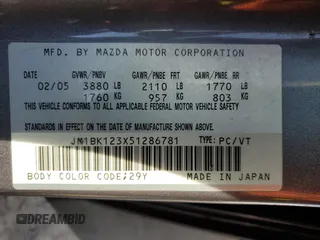 MFD. BY MAZDA MOTOR CORPORATION
GVWR/PNBV GAWR/PNBE FRT GAWR/PNBE RR
02/05 3880 LB 2110 LB 1770 LB
1760 KG 957 KG 803 KG
THIS VEHICLE CONFORMS TO ALL APPLICABLE FEDERAL MOTOR VEHICLE SAFETY
STANDARDS IN EFFECT ON THE DATE OF MANUFACTURE SHOWN ABOVE.
JM1BK123X51286781 TYPE:PC/VT
BODY COLOR CODE:29Y MADE IN JAPAN
DREAMBID